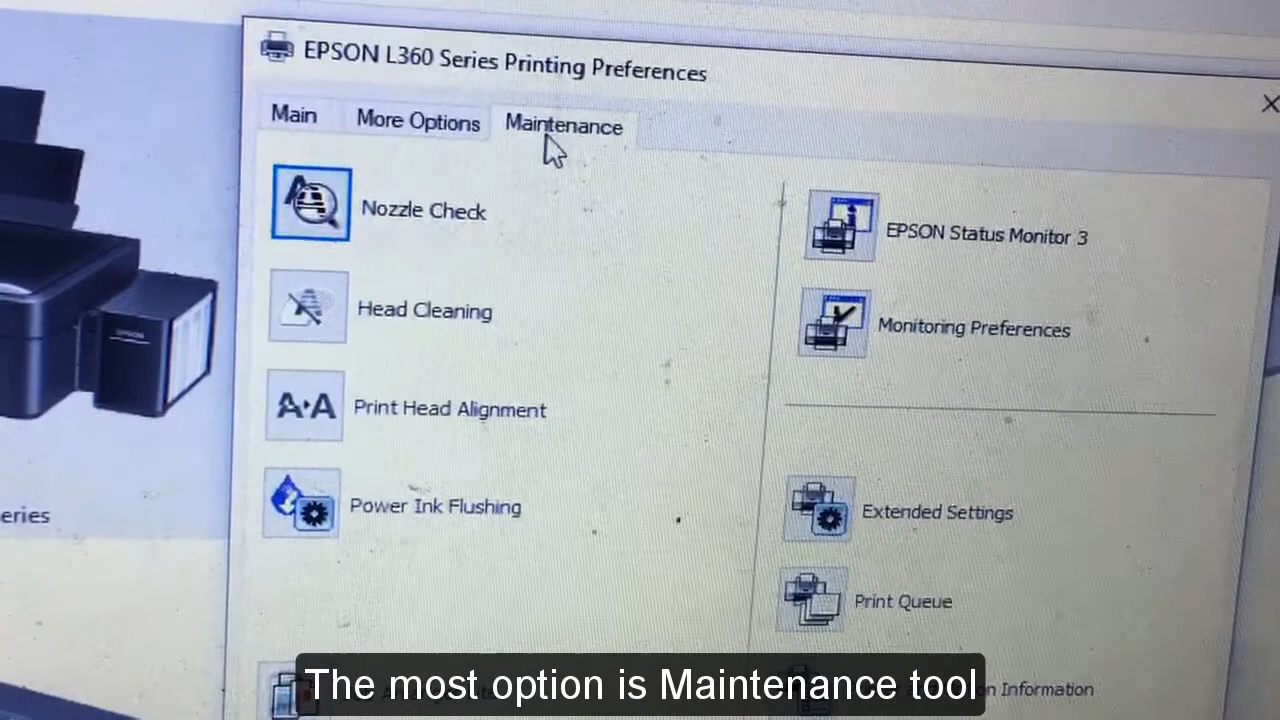 EPSON L360 Series Printing Preferences
Main
More Options
Maintenance
Nozzle Check
Head Cleaning
Print Head Alignment
Power Ink Flushing
EPSON Status Monitor 3
Monitoring Preferences
Extended Settings
Print Queue
Information
eries
EPSON
The most option is Maintenance tool